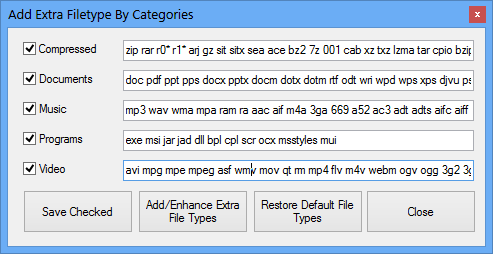 Add Extra Filetype By Categories
Compressed zip rar r0* r1* arj gz sit sitx sea ace bz2 7z 001 cab xz txz lzma tar cpio bzip
Documents doc pdf ppt pps docx pptx docm dotx dotm rtf odt wri wpd wps xps djvu ps
Music mp3 wav wma mpa ram ra aac aif m4a 3ga 669 a52 ac3 adt adts aifc aiff
Programs exe msi jar jad dll bpl cpl scr ocx msstyles mui
Video avi mpg mpe mpeg asf wmv mov qt rm mp4 flv m4v webm ogv ogg 3g2 3g
Save Checked
Add/Enhance Extra
File Types
Restore Default File
Types
Close